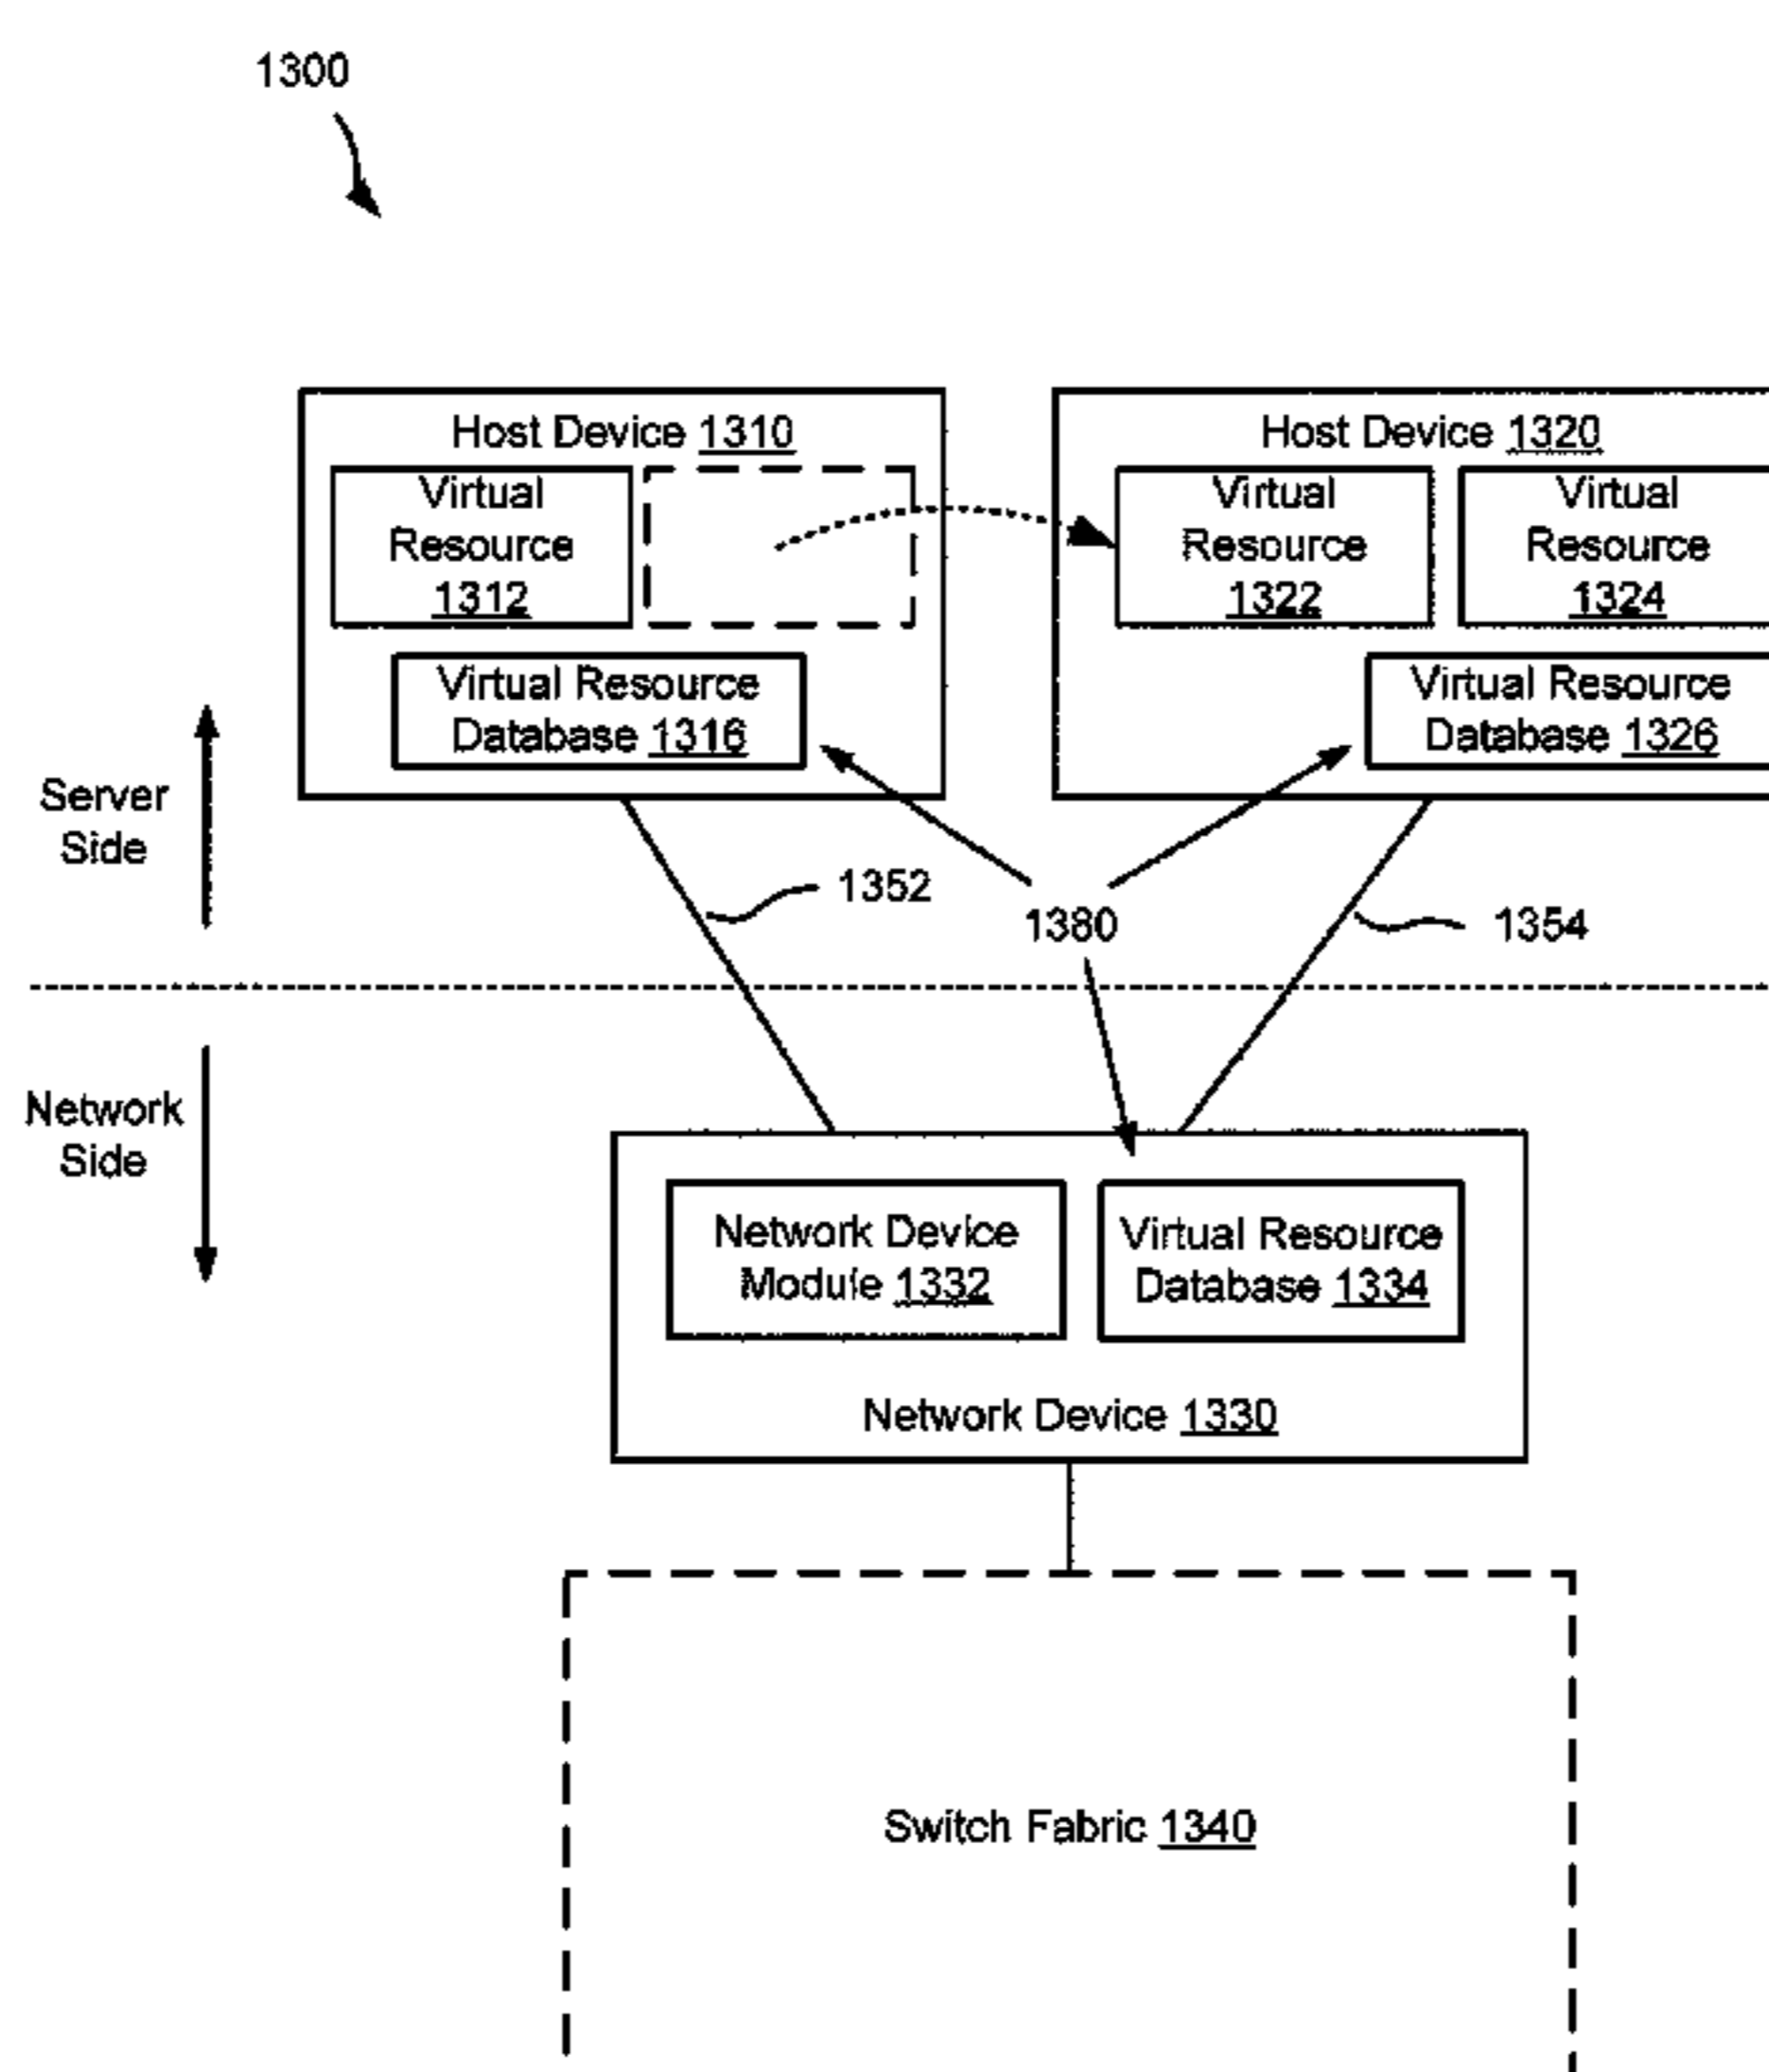 1300
Host Device 1310
Virtual
Resource
1312
Virtual Resource
Database 1316
Host Device 1320
Virtual
Resource
1322
Virtual
Resource
1324
Virtual Resource
Database 1326
Server
Side
1352
1380
1354
Network
Side
Network Device
Module 1332
Virtual Resource
Database 1334
Network Device 1330
Switch Fabric 1340